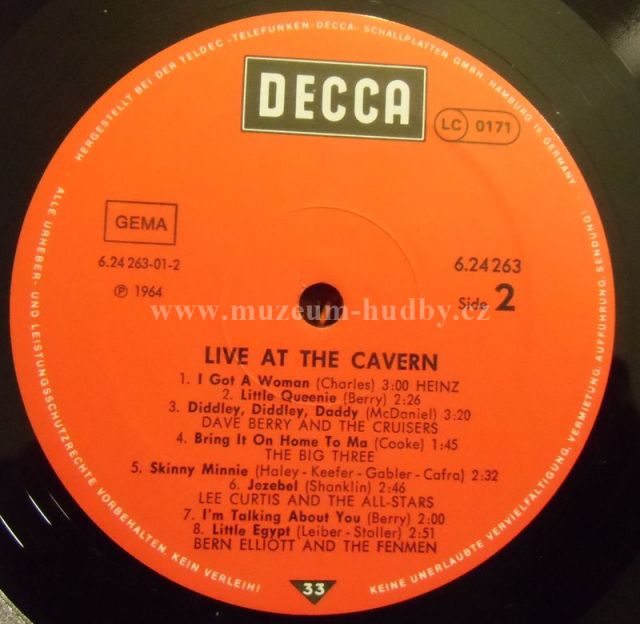 HERGESTELLT BEI DER TELDEC »TELEFUNKEN-DECCA« SCHALLPLATTEN GMBH. HAMBURG 19, GERMANY
DECCA
LC 0171
GEMA
6.24 263-01-2
℗ 1964
6.24 263
Side 2
www.muzeum-hudby.cz
LIVE AT THE CAVERN
1. I Got A Woman (Charles) 3:00 HEINZ
2. Little Queenie (Berry) 2:26
3. Diddley, Diddley, Daddy (McDaniel) 3:20
DAVE BERRY AND THE CRUISERS
4. Bring It On Home To Ma (Cooke) 1:45
THE BIG THREE
5. Skinny Minnie (Haley - Keefer - Gabler - Cafra) 2:32
6. Jezebel (Shanklin) 2:46
LEE CURTIS AND THE ALL-STARS
7. I'm Talking About You (Berry) 2:00
8. Little Egypt (Leiber - Stoller) 2:51
BERN ELLIOTT AND THE FENMEN
33
ALLE URHEBER- UND LEISTUNGSSCHUTZRECHTE VORBEHALTEN. KEIN VERLEIH!
KEINE UNERLAUBTE VERVIELFÄLTIGUNG, VERMIETUNG, AUFFÜHRUNG, SENDUNG!